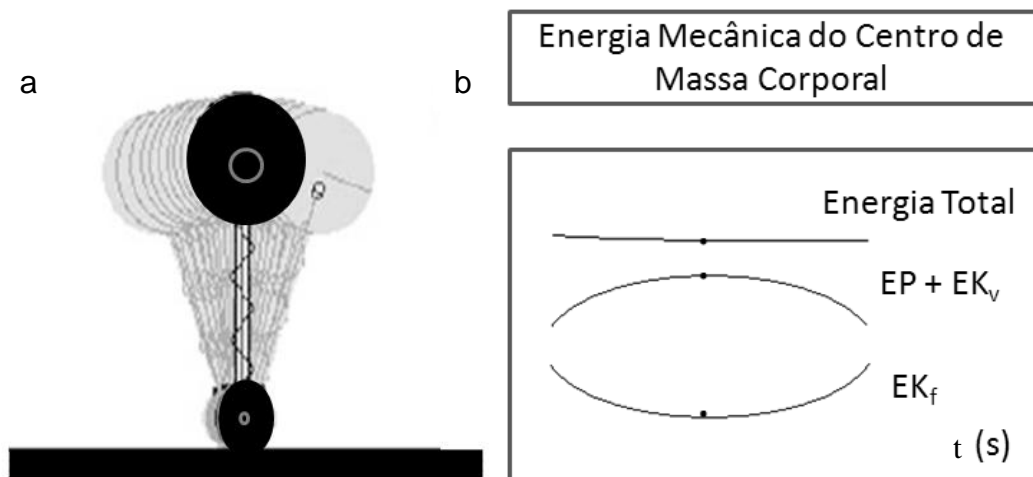 a
b
Energia Mecânica do Centro de
Massa Corporal
Energia Total
EP + EKv
EKf
t (s)